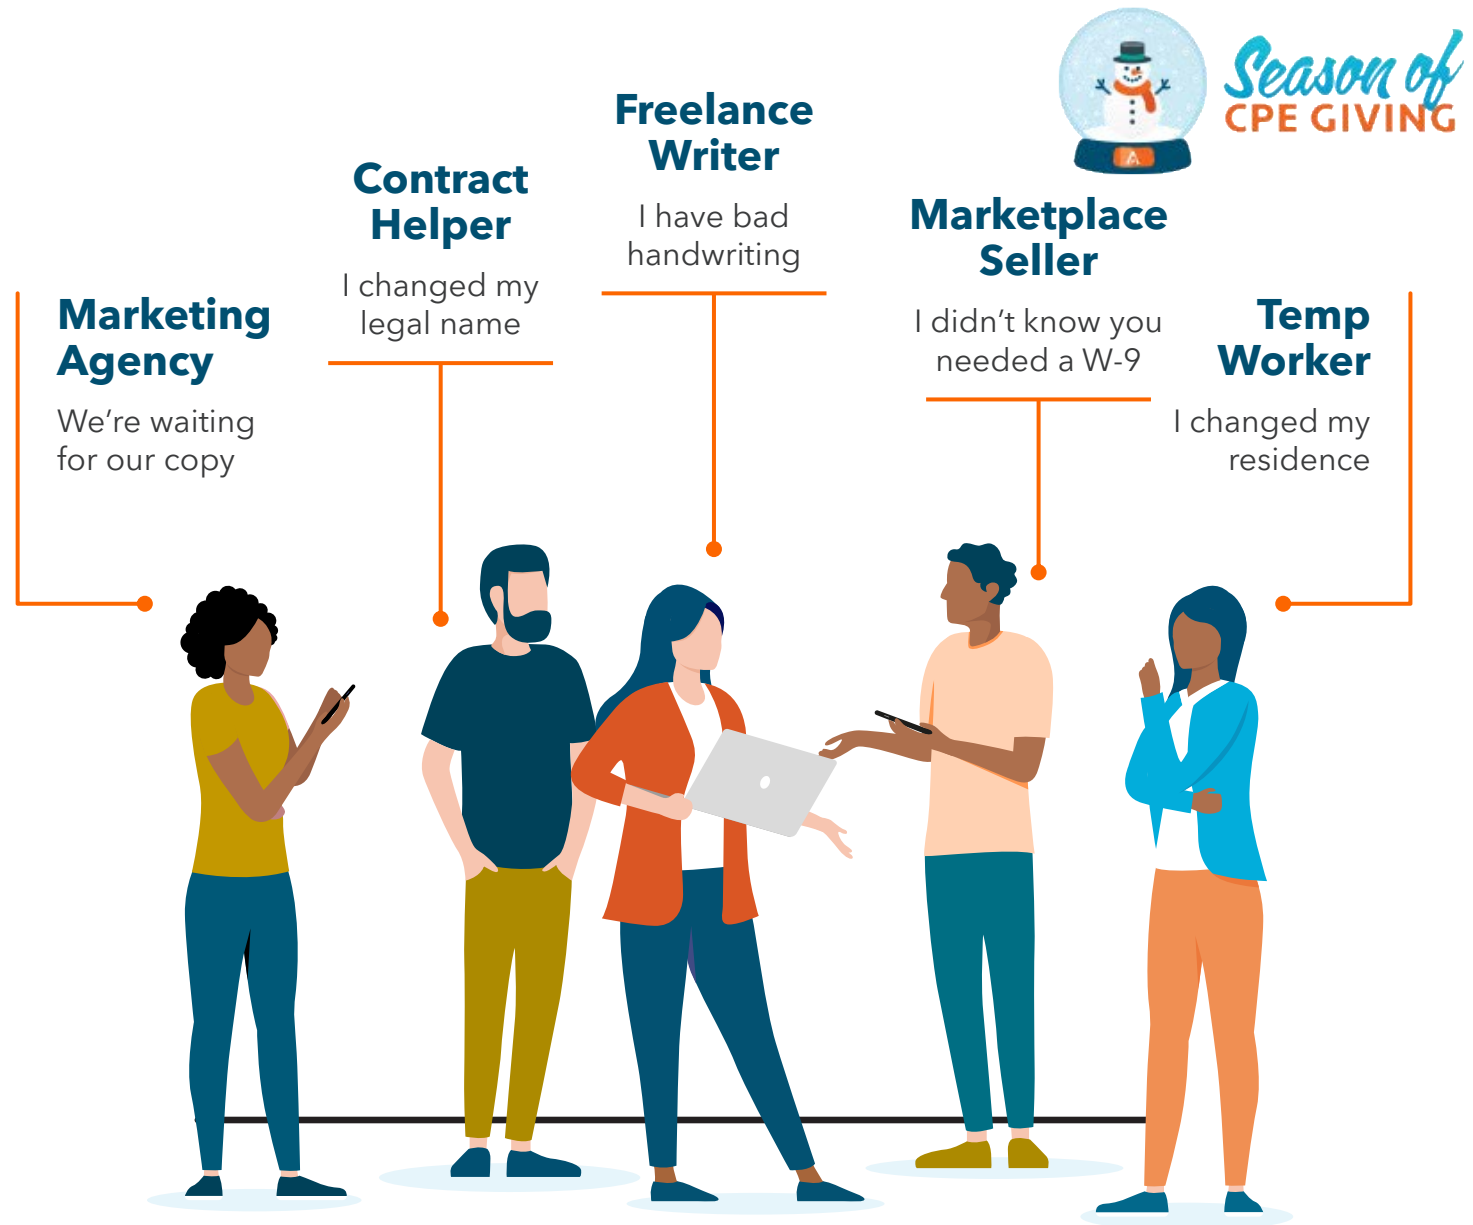 Season of
CPE GIVING
Marketing
Agency
We're waiting
for our copy
Contract
Helper
I changed my
legal name
Freelance
Writer
I have bad
handwriting
Marketplace
Seller
I didn't know you
needed a W-9
Temp
Worker
I changed my
residence
A